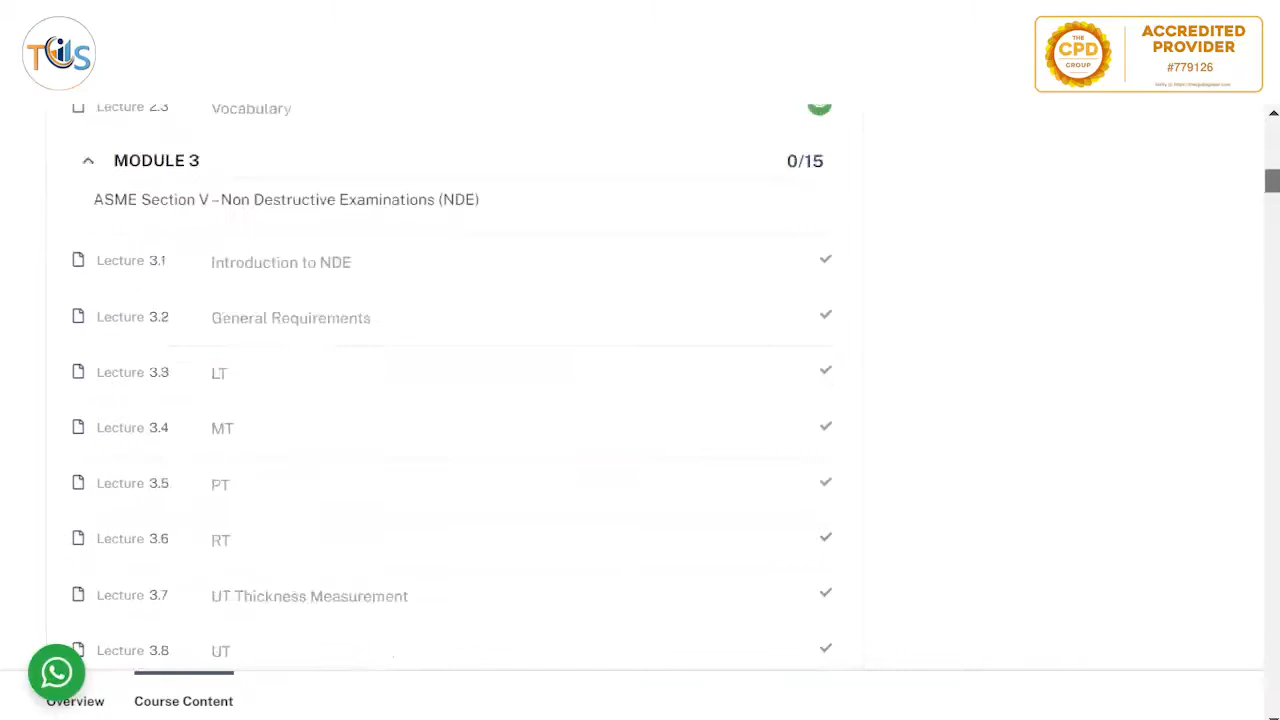 TCILS
THE
CPD
GROUP
ACCREDITED
PROVIDER
#779126
Lecture 2.3 Vocabulary
MODULE 3 0/15
ASME Section V – Non Destructive Examinations (NDE)
Lecture 3.1 Introduction to NDE
Lecture 3.2 General Requirements
Lecture 3.3 LT
Lecture 3.4 MT
Lecture 3.5 PT
Lecture 3.6 RT
Lecture 3.7 UT Thickness Measurement
Lecture 3.8 UT
Overview Course Content